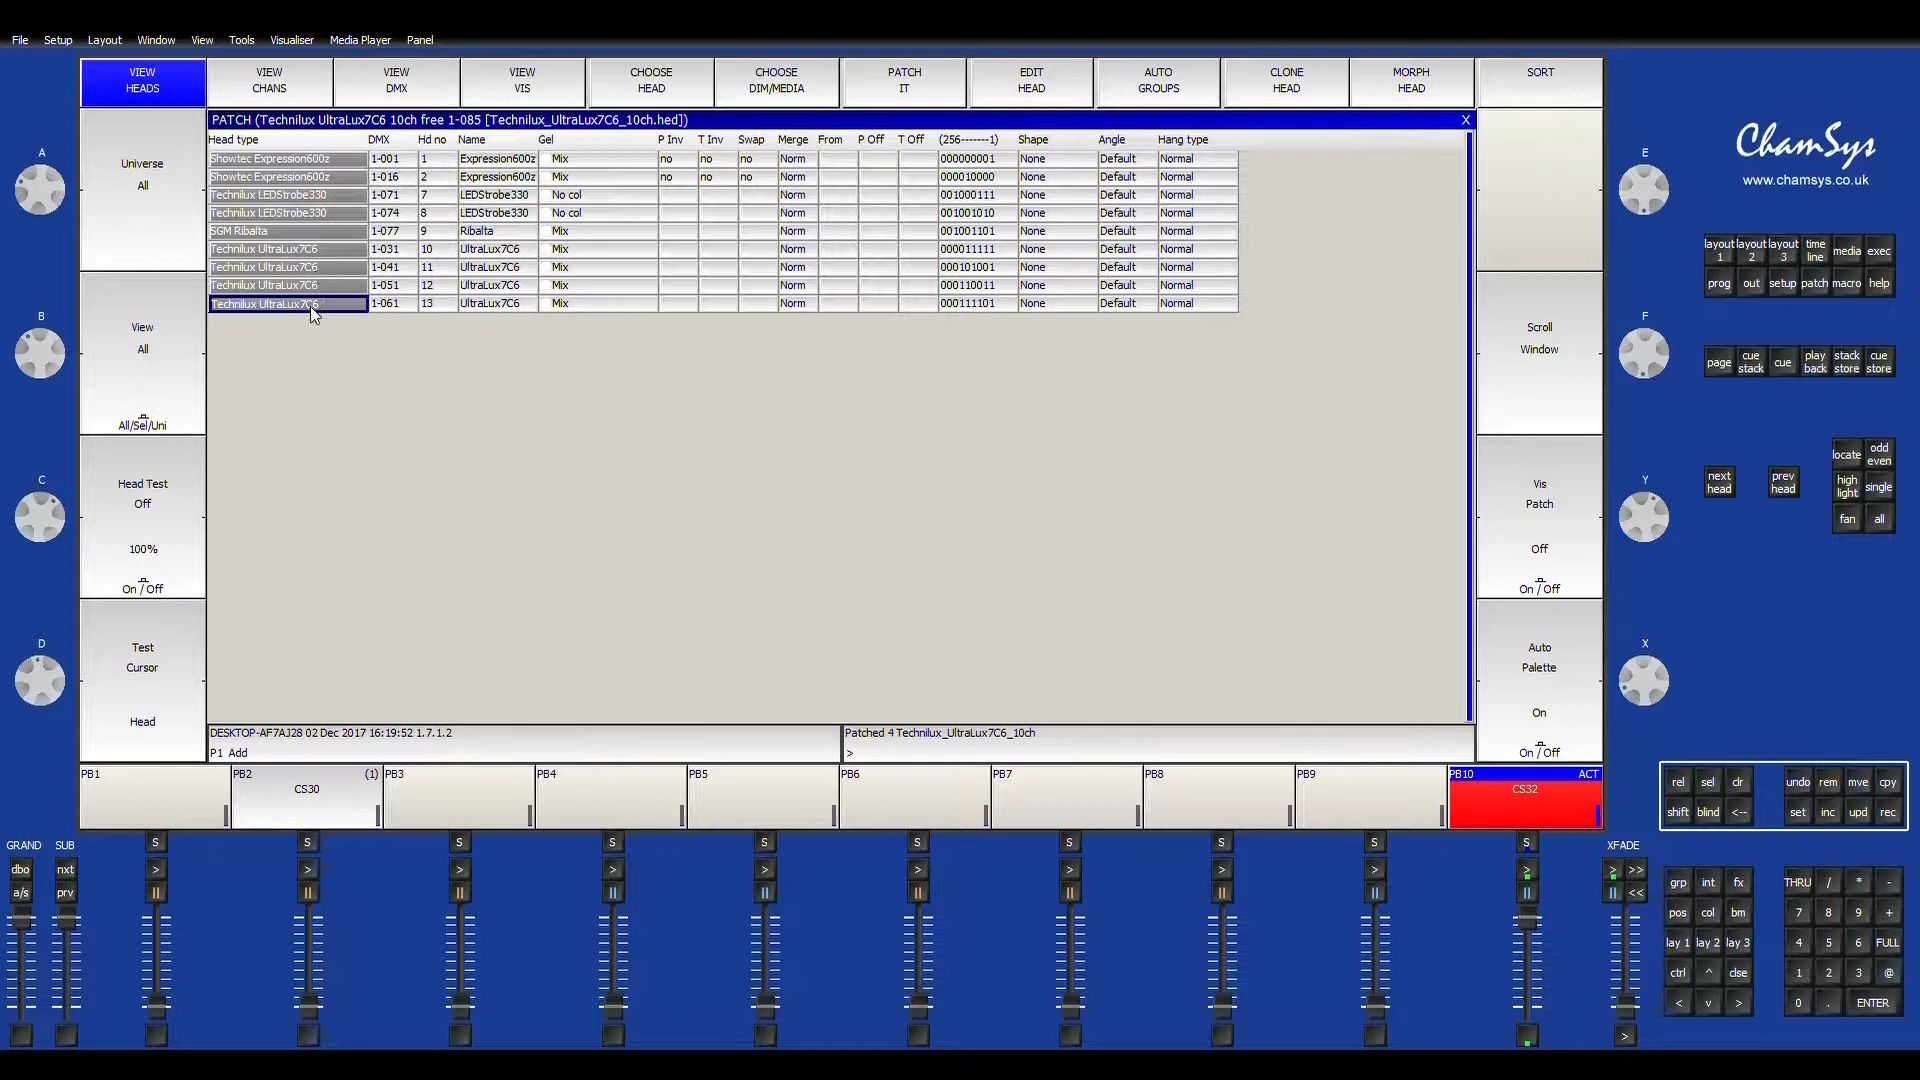 File Setup Layout Window View Tools Visualiser Media Player Panel
VIEW HEADS
VIEW CHANS
VIEW DMX
VIEW VIS
CHOOSE HEAD
CHOOSE DIM/MEDIA
PATCH IT
EDIT HEAD
AUTO GROUPS
CLONE HEAD
MORPH HEAD
SORT
PATCH (Technilux UltraLux7C6 10ch free 1-085 [Technilux_UltraLux7C6_10ch.hed]) X
Head type DMX Hd no Name Gel P Inv T Inv Swap Merge From P Off T Off (256-------1) Shape Angle Hang type
Showtec Expression600z 1-001 1 Expression600z Mix no no no Norm 000000001 None Default Normal
Showtec Expression600z 1-016 2 Expression600z Mix no no no Norm 000010000 None Default Normal
Technilux LEDStrobe330 1-071 7 LEDStrobe330 No col Norm 001000111 None Default Normal
Technilux LEDStrobe330 1-074 8 LEDStrobe330 No col Norm 001001010 None Default Normal
SGM Ribalta 1-077 9 Ribalta Mix Norm 001001101 None Default Normal
Technilux UltraLux7C6 1-031 10 UltraLux7C6 Mix Norm 000011111 None Default Normal
Technilux UltraLux7C6 1-041 11 UltraLux7C6 Mix Norm 000101001 None Default Normal
Technilux UltraLux7C6 1-051 12 UltraLux7C6 Mix Norm 000110011 None Default Normal
Technilux UltraLux7C6 1-061 13 UltraLux7C6 Mix Norm 000111101 None Default Normal
A
Universe
All
B
View
All
All/Sel/Uni
C
Head Test
Off
100%
On / Off
D
Test
Cursor
Head
E
F
Scroll
Window
Y
Vis
Patch
Off
On / Off
X
Auto
Palette
On
On / Off
ChamSys
www.chamsys.co.uk
layout 1 layout 2 layout 3 time line media exec
prog out setup patch macro help
page cue stack cue play back stack store cue store
next head prev head
locate odd even
high light single
fan all
DESKTOP-AF7AJ28 02 Dec 2017 16:19:52 1.7.1.2
P1 Add
Patched 4 Technilux_UltraLux7C6_10ch
>
PB1
PB2 (1)
CS30
PB3
PB4
PB5
PB6
PB7
PB8
PB9
PB10 ACT
CS32
rel sel clr undo rem mve cpy
shift blind <-- set inc upd rec
GRAND SUB S S S S S S S S S S XFADE
dbo nxt > > > > > > > > > > > >>
a/s prv <<
grp int fx THRU / * -
pos col bm 7 8 9 +
lay 1 lay 2 lay 3 4 5 6 FULL
ctrl ^ clse 1 2 3 @
< v > 0 . ENTER
>